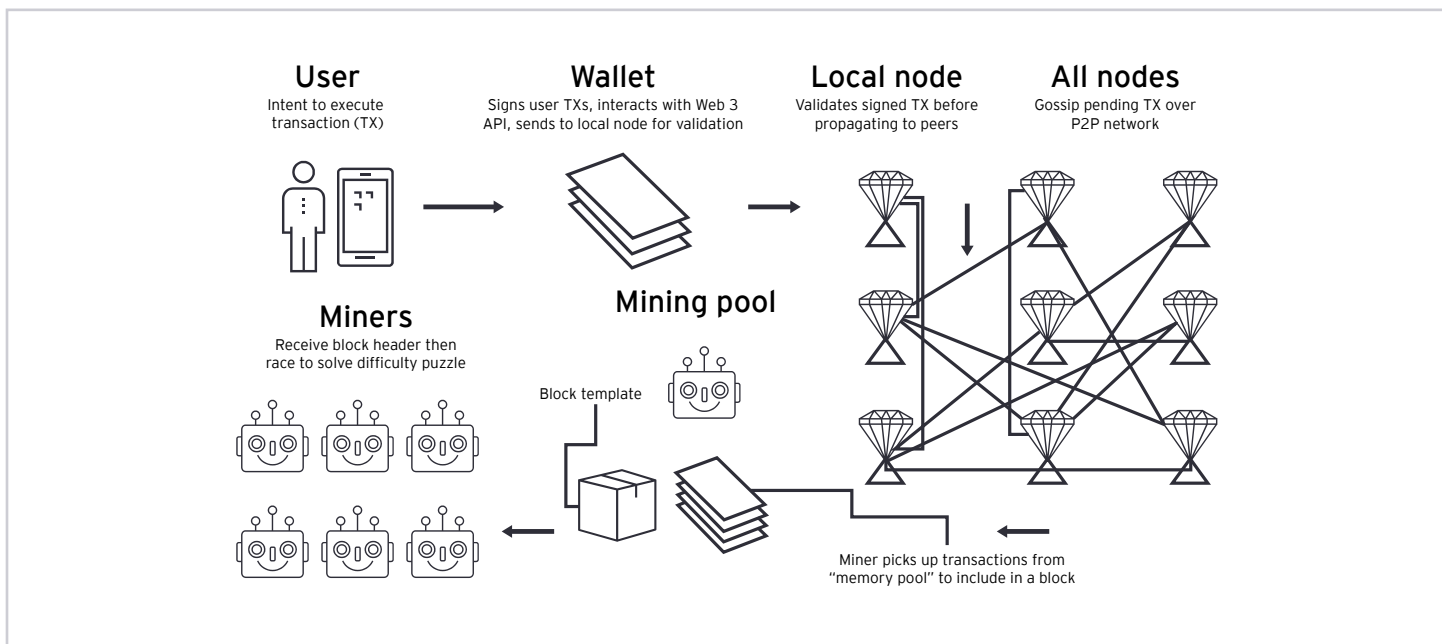 User
Intent to execute
transaction (TX)
Wallet
Signs user TXs, interacts with Web 3
API, sends to local node for validation
Local node
Validates signed TX before
propagating to peers
All nodes
Gossip pending TX over
P2P network
Miners
Receive block header then
race to solve difficulty puzzle
Mining pool
Block template
Miner picks up transactions from
“memory pool” to include in a block